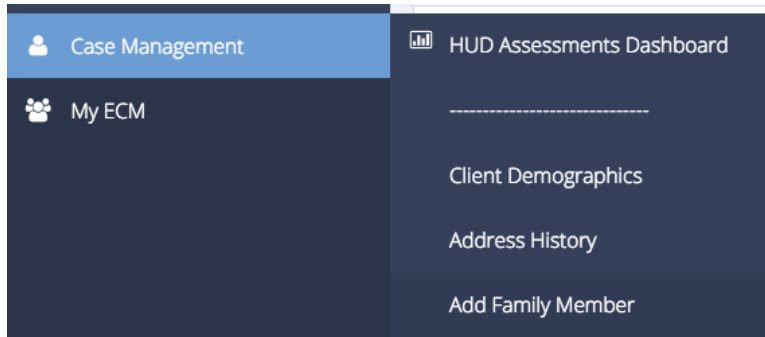 Case Management
My ECM
HUD Assessments Dashboard
------------------------------
Client Demographics
Address History
Add Family Member